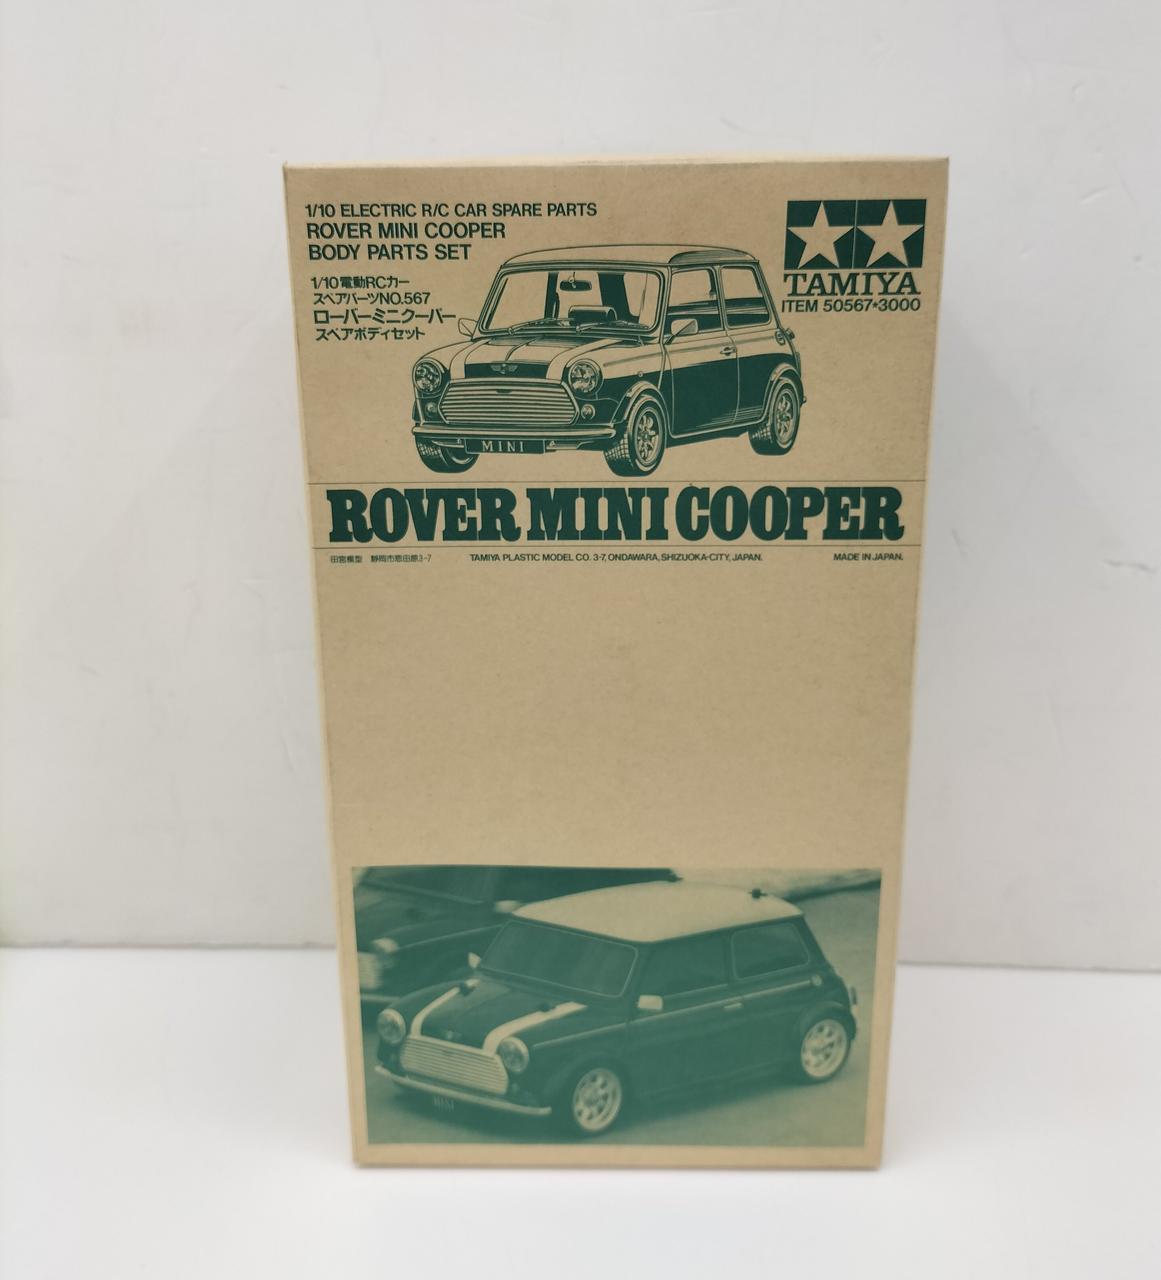 1/10 ELECTRIC R/C CAR SPARE PARTS
ROVER MINI COOPER
BODY PARTS SET
1/10電動RCカー
スペアパーツNO.567
ローバーミニクーパー
スペアボディセット
TAMIYA
ITEM 50567*3000
MINI
ROVER MINI COOPER
田宮模型 静岡市恩田原3-7
TAMIYA PLASTIC MODEL CO. 3-7, ONDAWARA, SHIZUOKA-CITY, JAPAN.
MADE IN JAPAN.
MINI